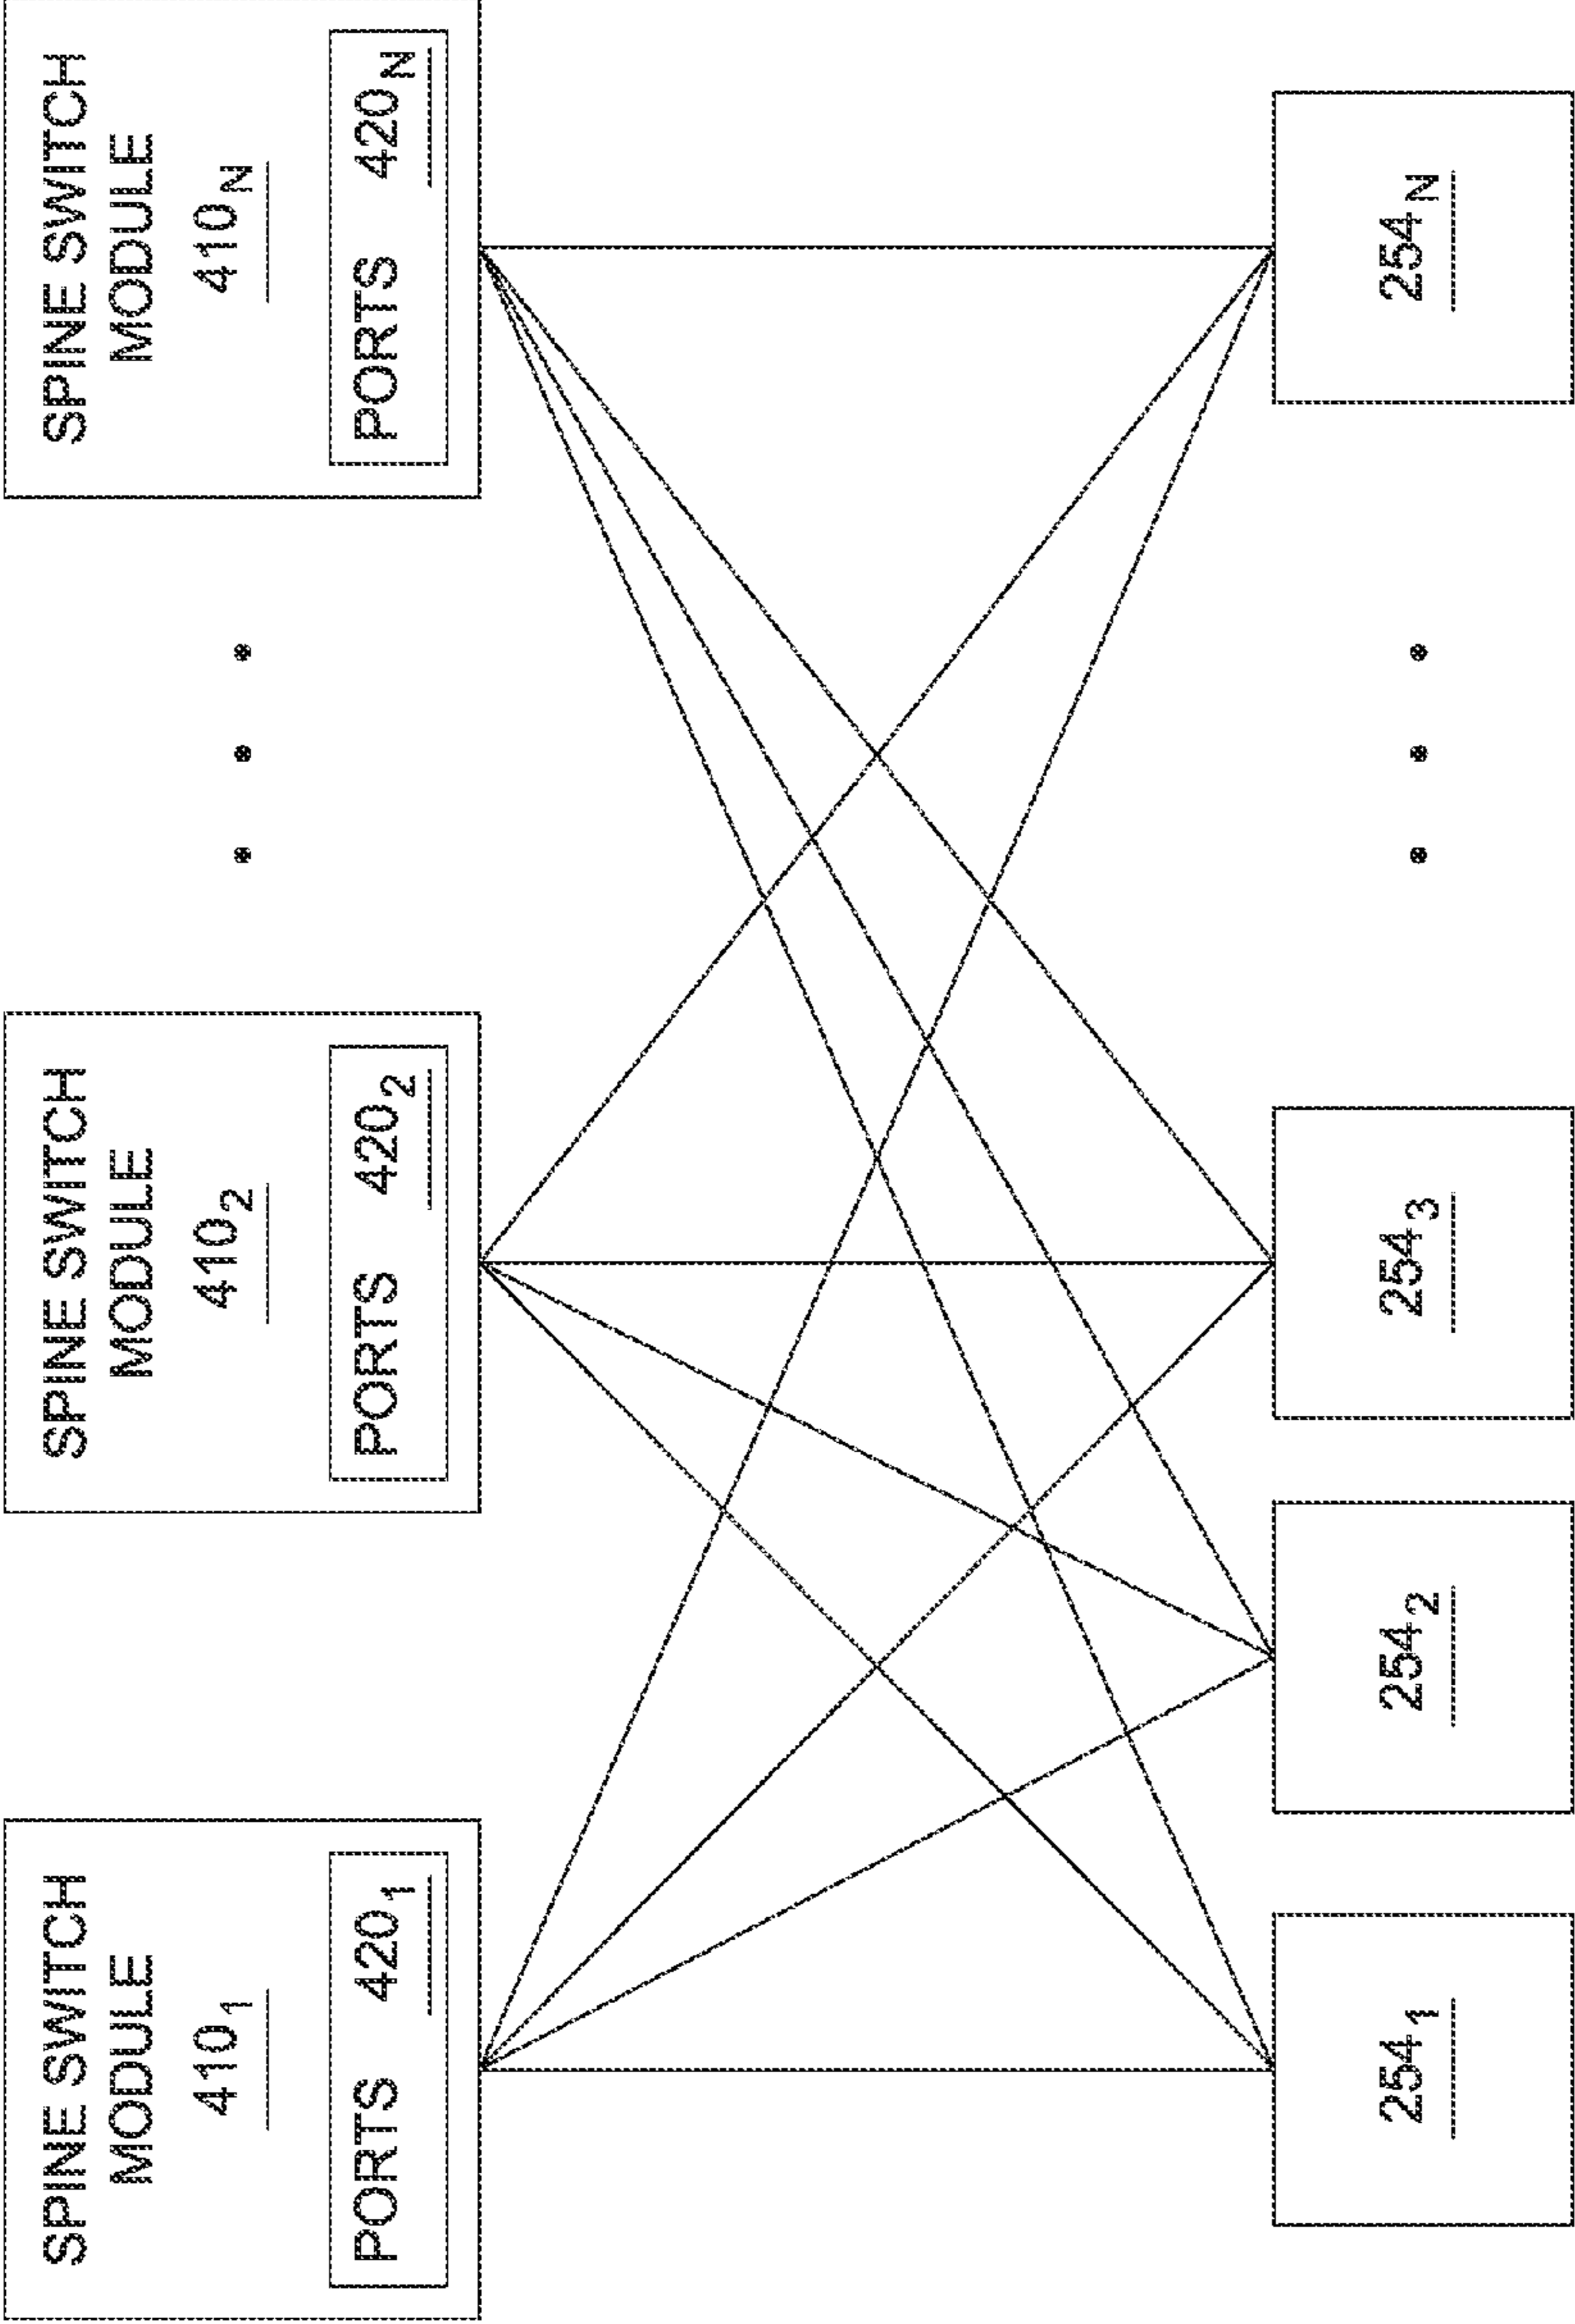 SPINE SWITCH
MODULE
410₁
PORTS 420₁
SPINE SWITCH
MODULE
410₂
PORTS 420₂
SPINE SWITCH
MODULE
410N
PORTS 420N
254₁
254₂
254₃
254N